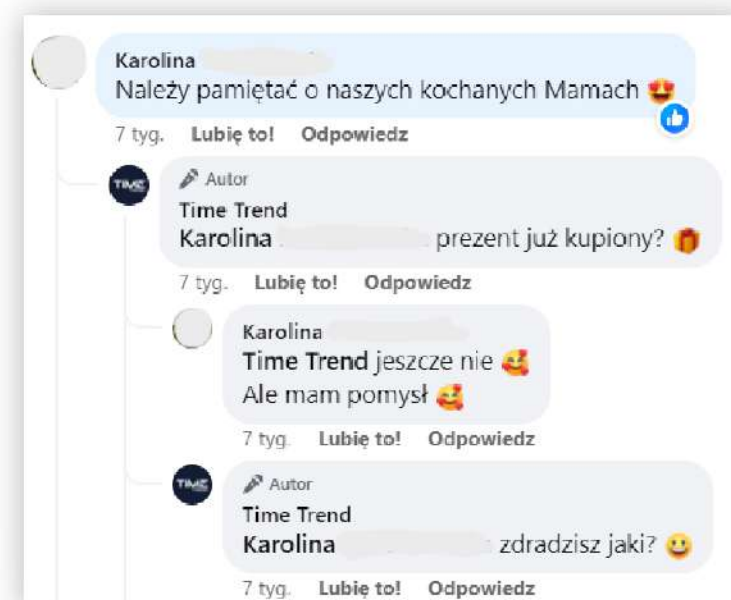 Karolina
Należy pamiętać o naszych kochanych Mamach 😍
7 tyg. Lubię to! Odpowiedz
TIME
Autor
Time Trend
Karolina prezent już kupiony? 🎁
7 tyg. Lubię to! Odpowiedz
Karolina
Time Trend jeszcze nie 🥰
Ale mam pomysł 🥰
7 tyg. Lubię to! Odpowiedz
TIME
Autor
Time Trend
Karolina zdradzisz jaki? 😃
7 tyg. Lubię to! Odpowiedz